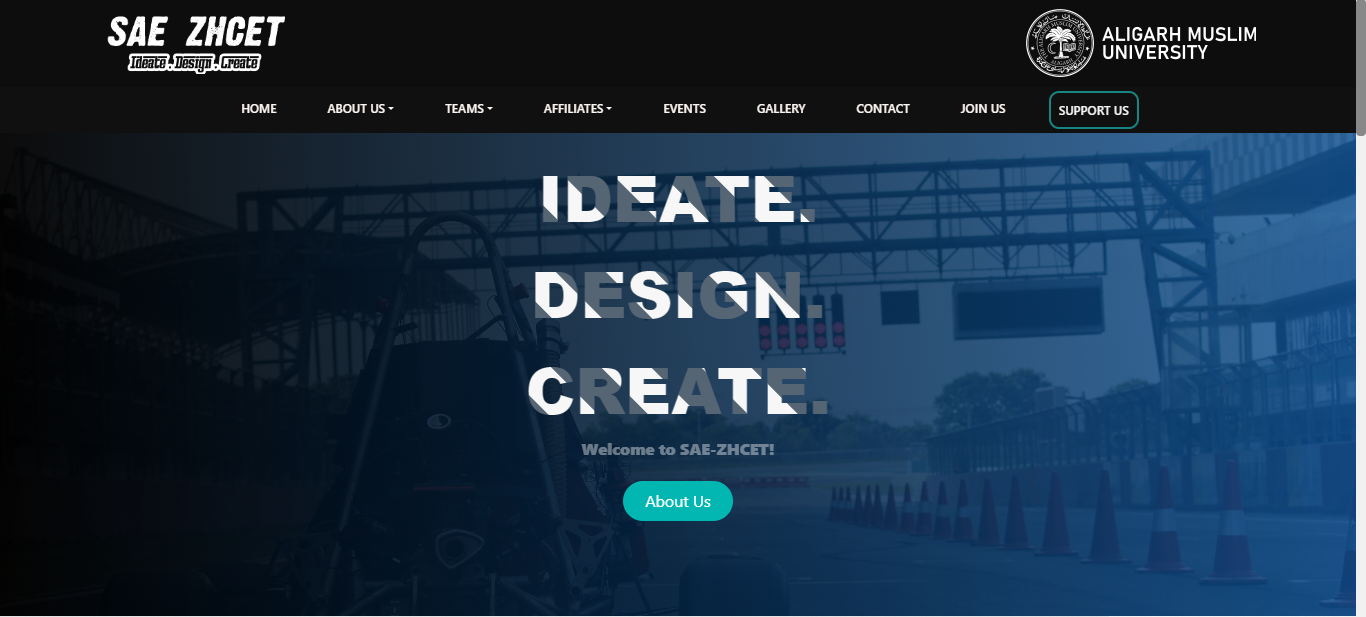 SAE ZHCET
Ideate . Design . Create
ALIGARH MUSLIM
UNIVERSITY
HOME ABOUT US TEAMS AFFILIATES EVENTS GALLERY CONTACT JOIN US SUPPORT US
IDEATE.
DESIGN.
CREATE.
Welcome to SAE-ZHCET!
About Us